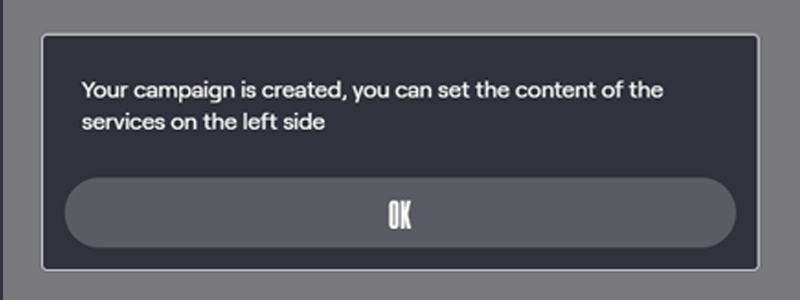 Your campaign is created, you can set the content of the
services on the left side
OK